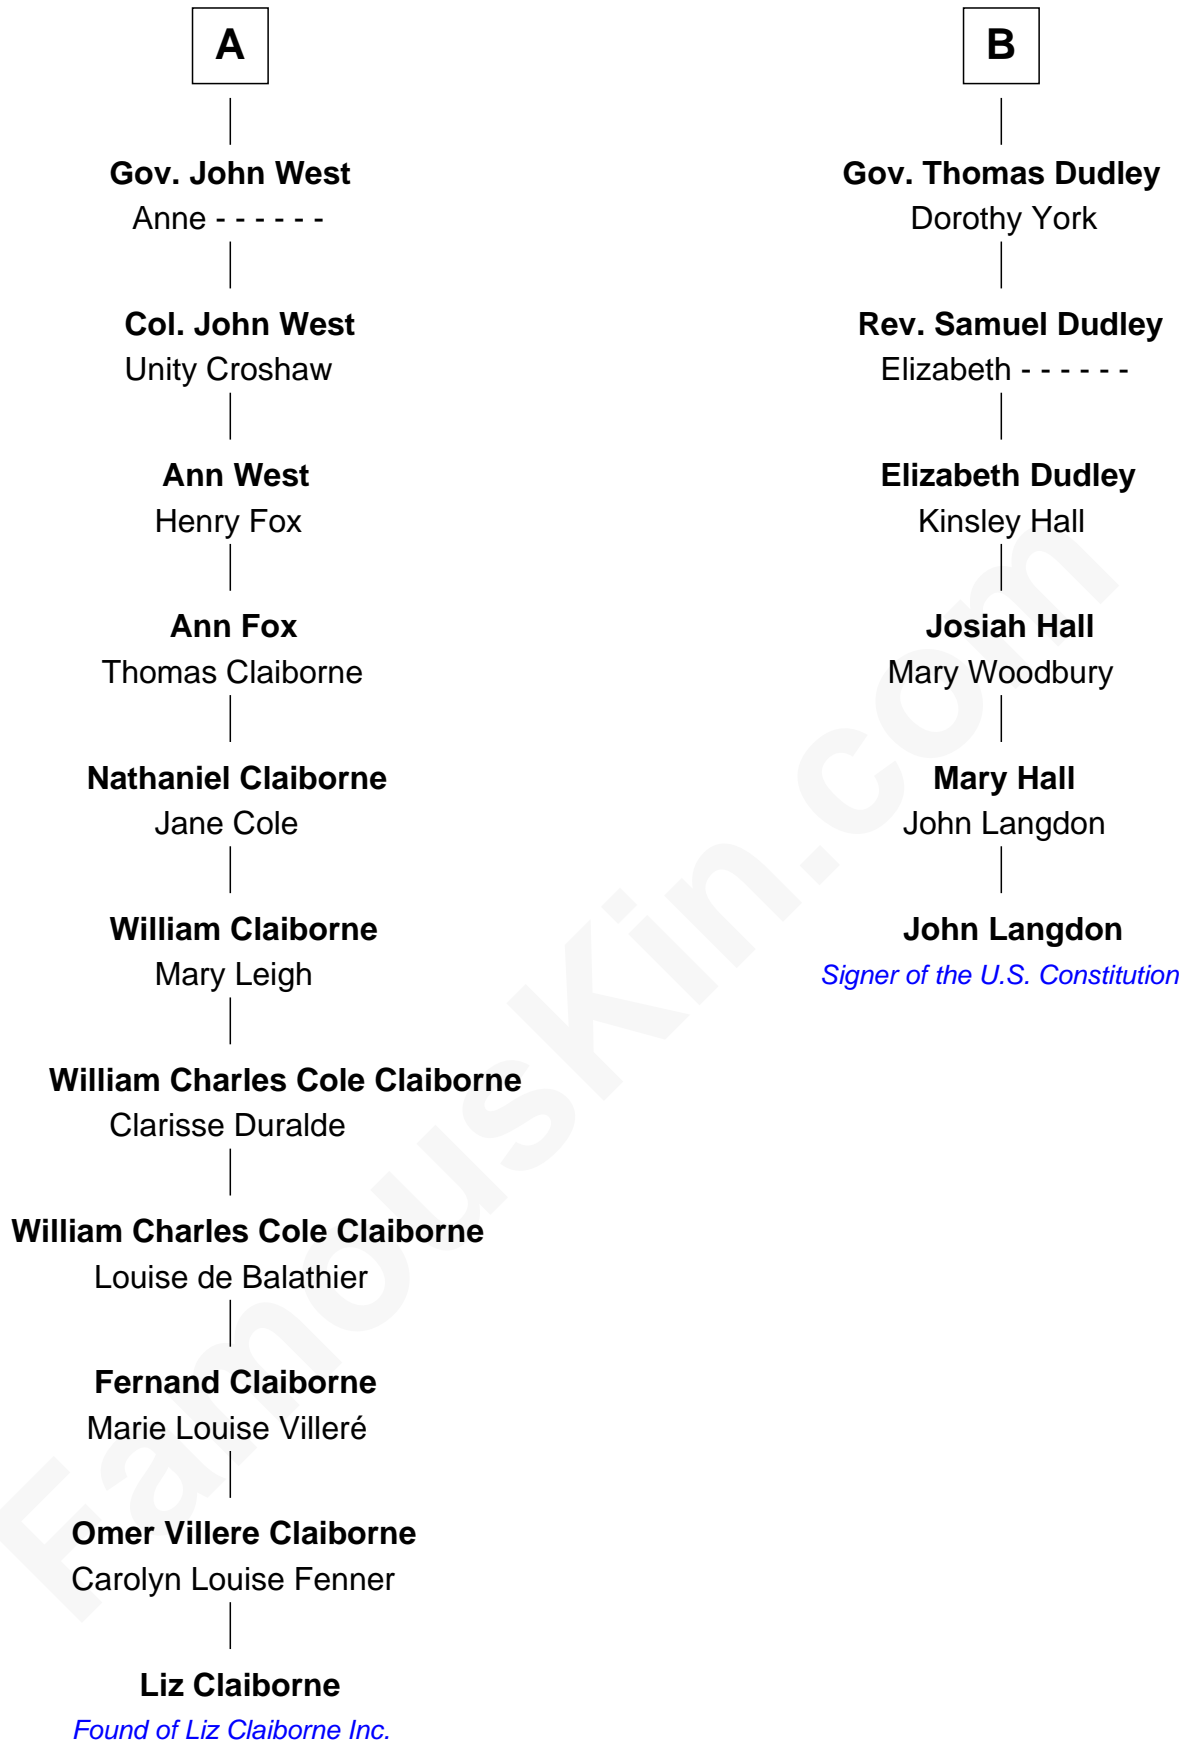 A
Gov. John West
Anne - - - - - -
Col. John West
Unity Croshaw
Ann West
Henry Fox
Ann Fox
Thomas Claiborne
Nathaniel Claiborne
Jane Cole
William Claiborne
Mary Leigh
William Charles Cole Claiborne
Clarisse Duralde
William Charles Cole Claiborne
Louise de Balathier
Fernand Claiborne
Marie Louise Villeré
Omer Villere Claiborne
Carolyn Louise Fenner
Liz Claiborne
Found of Liz Claiborne Inc.
B
Gov. Thomas Dudley
Dorothy York
Rev. Samuel Dudley
Elizabeth - - - - - -
Elizabeth Dudley
Kinsley Hall
Josiah Hall
Mary Woodbury
Mary Hall
John Langdon
John Langdon
Signer of the U.S. Constitution
FamousKin.com